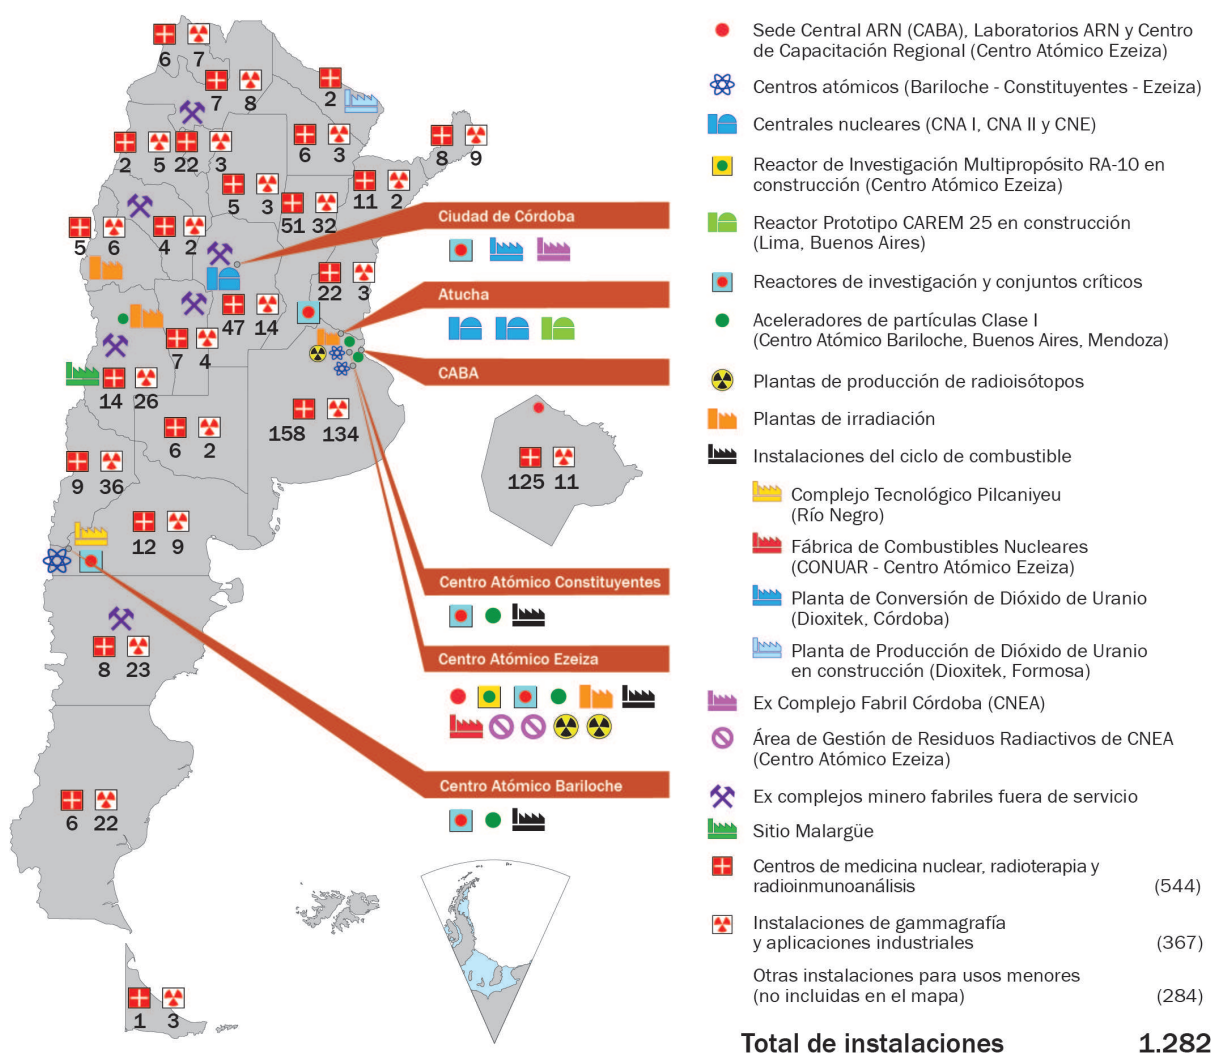 6 7
7 8
2
2 5 22 3
6 3
8 9
5 3
51 32
11 2
5 6
4 2
22 3
47 14
7 4
14 26
158 134
6 2
9 36
12 9
8 23
6 22
1 3
Ciudad de Córdoba
Atucha
CABA
125 11
Centro Atómico Constituyentes
Centro Atómico Ezeiza
Centro Atómico Bariloche
Sede Central ARN (CABA), Laboratorios ARN y Centro
de Capacitación Regional (Centro Atómico Ezeiza)
Centros atómicos (Bariloche - Constituyentes - Ezeiza)
Centrales nucleares (CNA I, CNA II y CNE)
Reactor de Investigación Multipropósito RA-10 en
construcción (Centro Atómico Ezeiza)
Reactor Prototipo CAREM 25 en construcción
(Lima, Buenos Aires)
Reactores de investigación y conjuntos críticos
Aceleradores de partículas Clase I
(Centro Atómico Bariloche, Buenos Aires, Mendoza)
Plantas de producción de radioisótopos
Plantas de irradiación
Instalaciones del ciclo de combustible
Complejo Tecnológico Pilcaniyeu
(Río Negro)
Fábrica de Combustibles Nucleares
(CONUAR - Centro Atómico Ezeiza)
Planta de Conversión de Dióxido de Uranio
(Dioxitek, Córdoba)
Planta de Producción de Dióxido de Uranio
en construcción (Dioxitek, Formosa)
Ex Complejo Fabril Córdoba (CNEA)
Área de Gestión de Residuos Radiactivos de CNEA
(Centro Atómico Ezeiza)
Ex complejos minero fabriles fuera de servicio
Sitio Malargüe
Centros de medicina nuclear, radioterapia y
radioinmunoanálisis (544)
Instalaciones de gammagrafía
y aplicaciones industriales (367)
Otras instalaciones para usos menores
(no incluidas en el mapa) (284)
Total de instalaciones 1.282